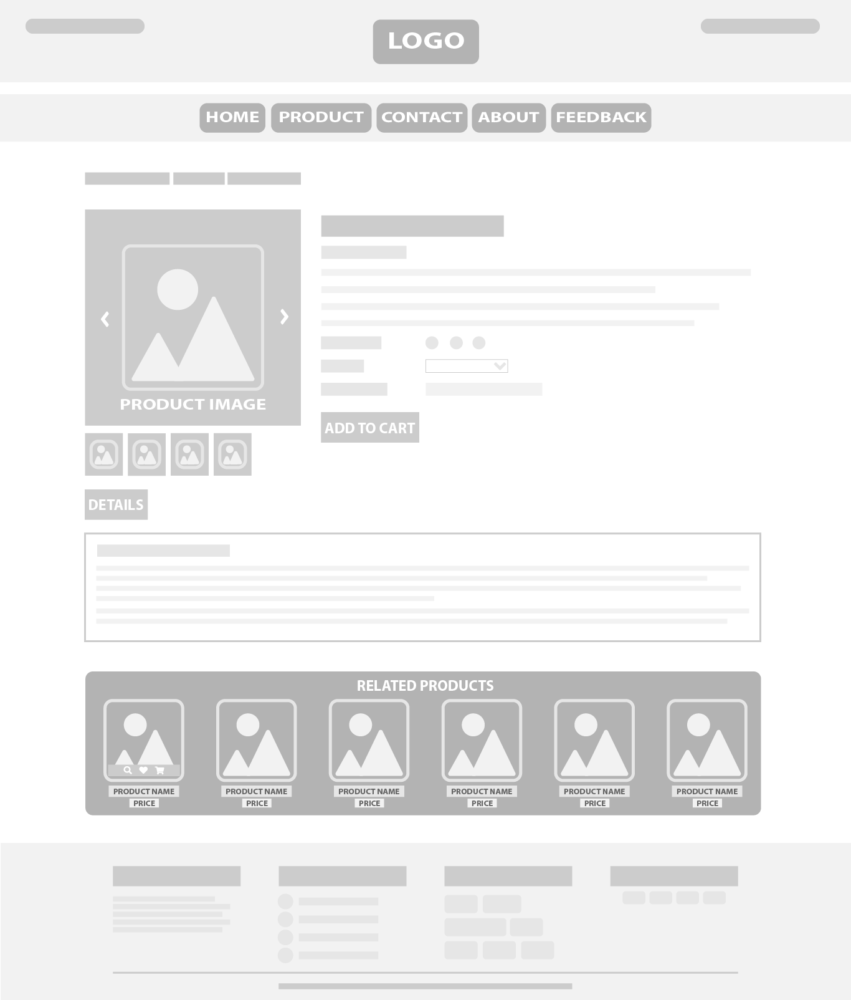 LOGO
HOME PRODUCT CONTACT ABOUT FEEDBACK
PRODUCT IMAGE
ADD TO CART
DETAILS
RELATED PRODUCTS
PRODUCT NAME PRODUCT NAME PRODUCT NAME PRODUCT NAME PRODUCT NAME PRODUCT NAME
PRICE PRICE PRICE PRICE PRICE PRICE